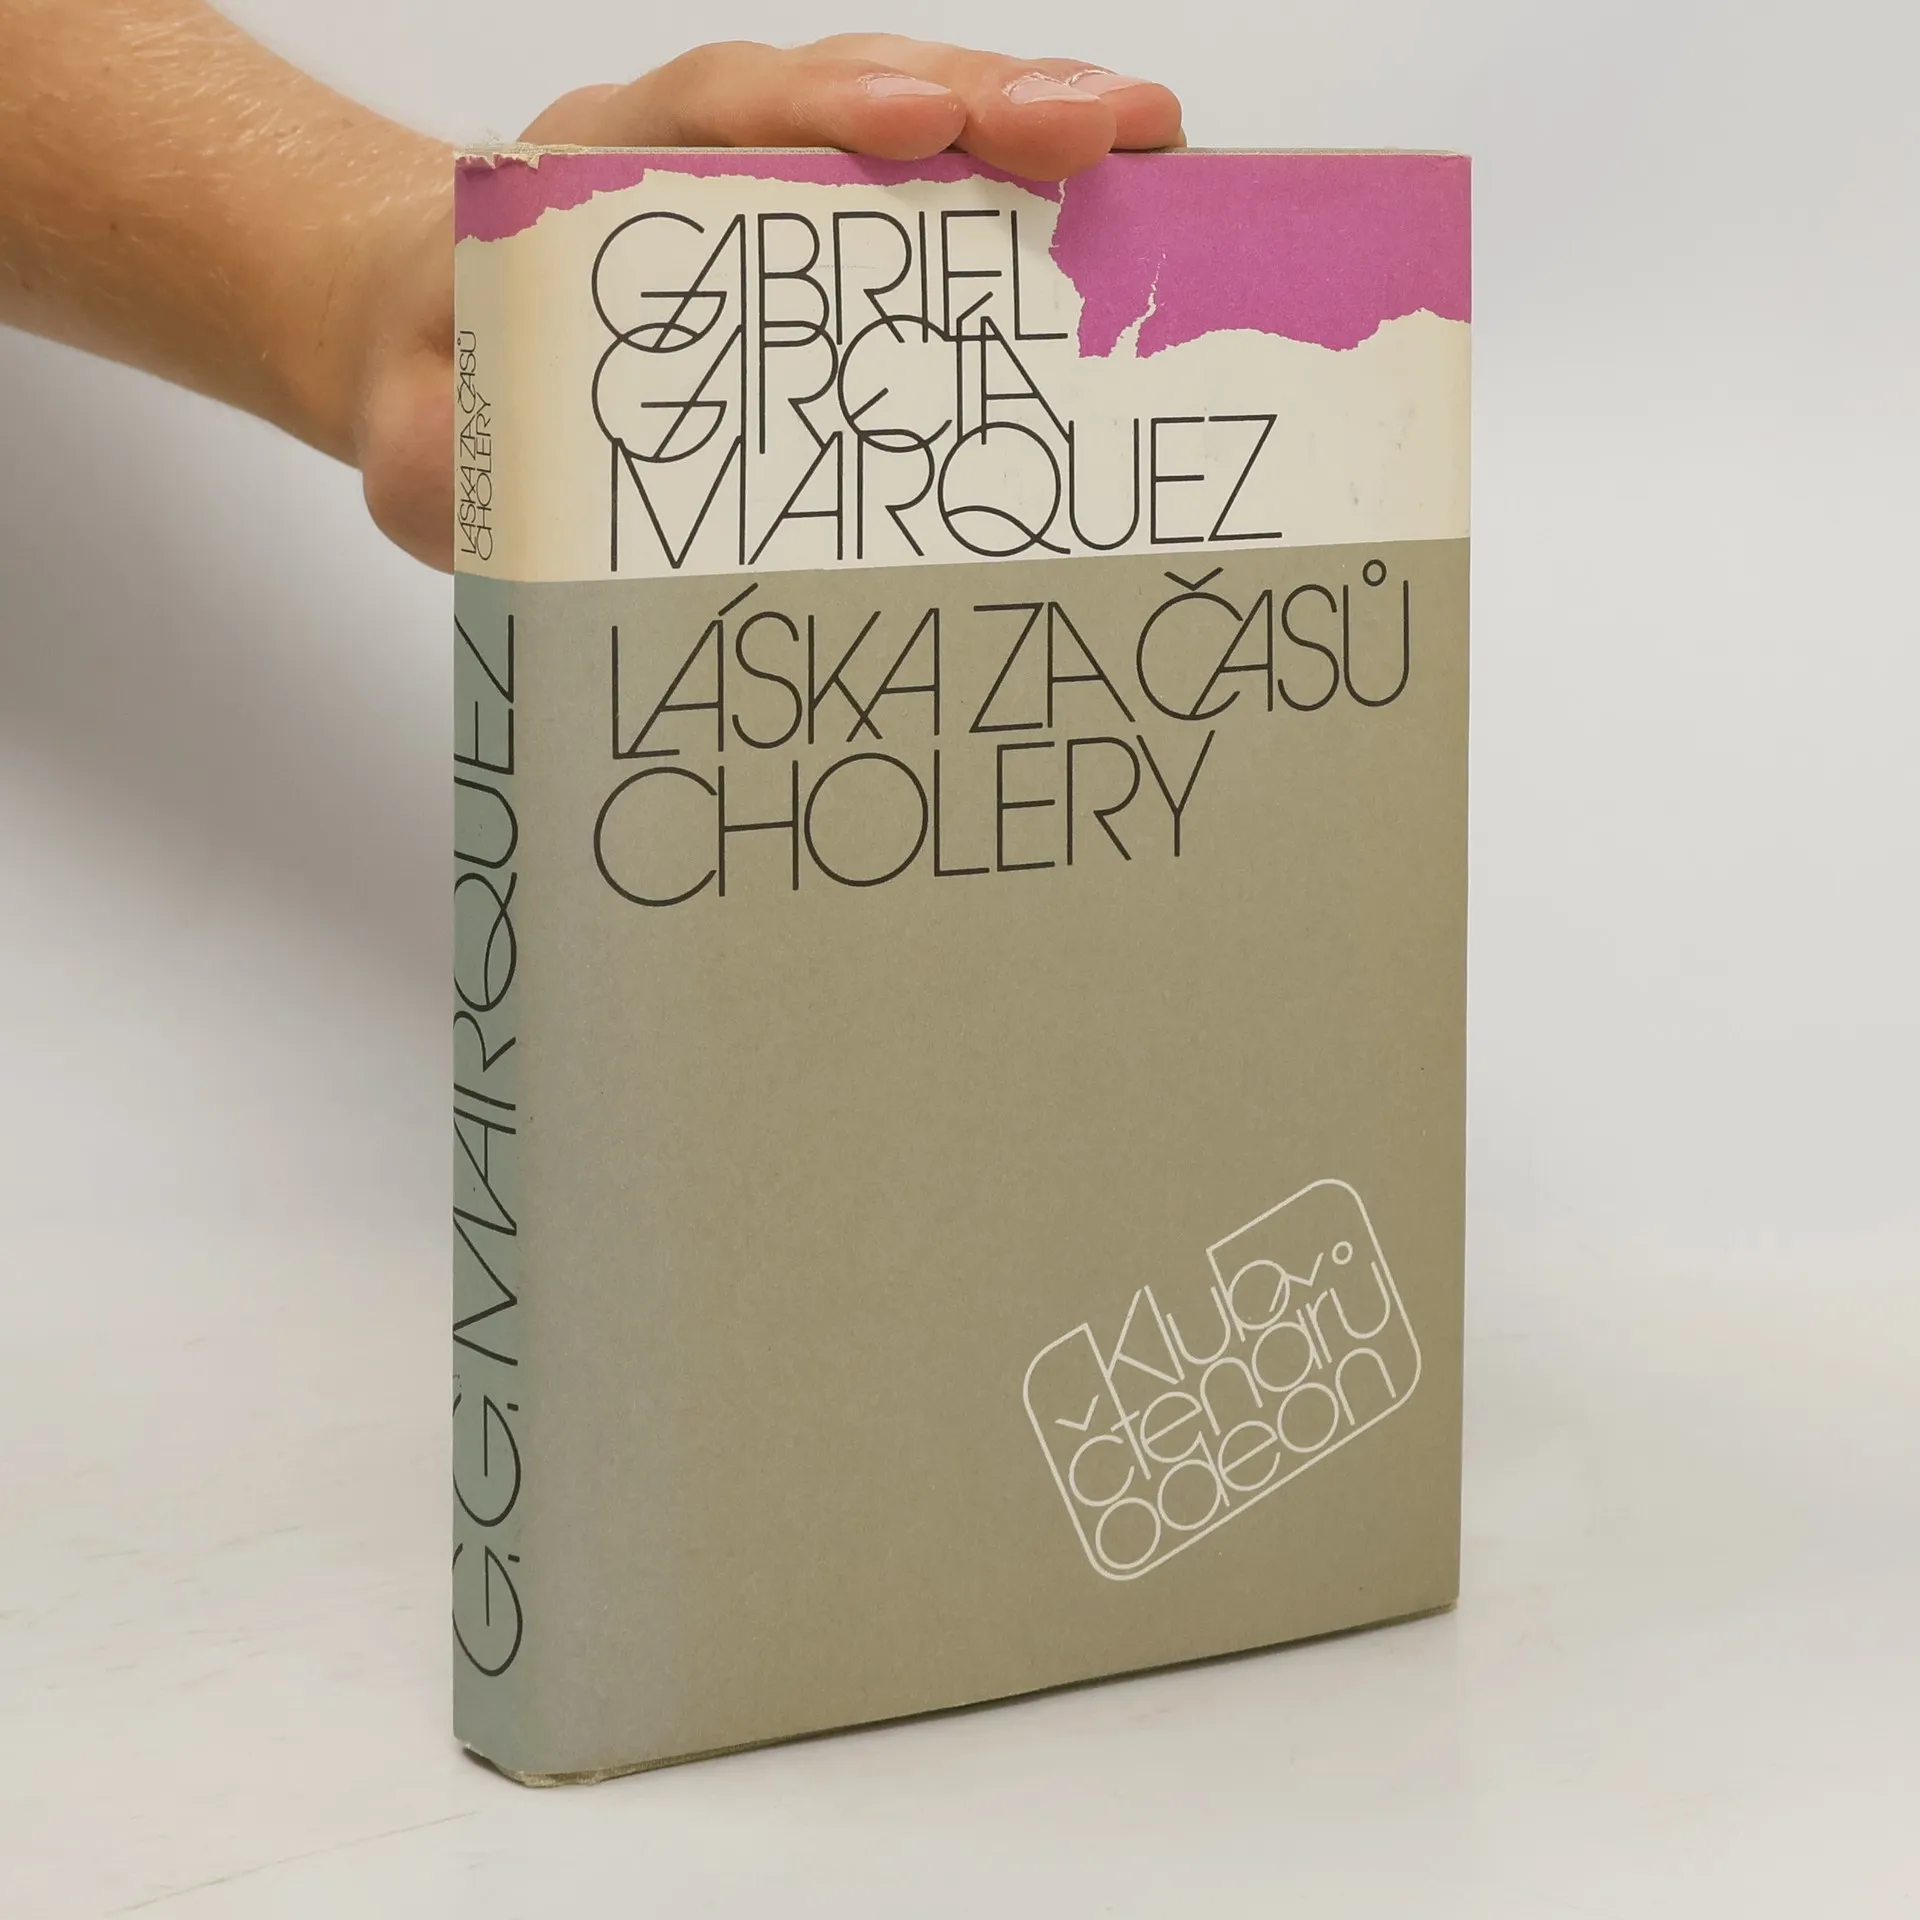 GABRIEL
GARCÍA
MARQUEZ
LÁSKA ZA ČASŮ
CHOLERY
Klub
čtenářů
odeon
LÁSKA ZA ČASŮ
CHOLERY
G. G. MARQUEZ